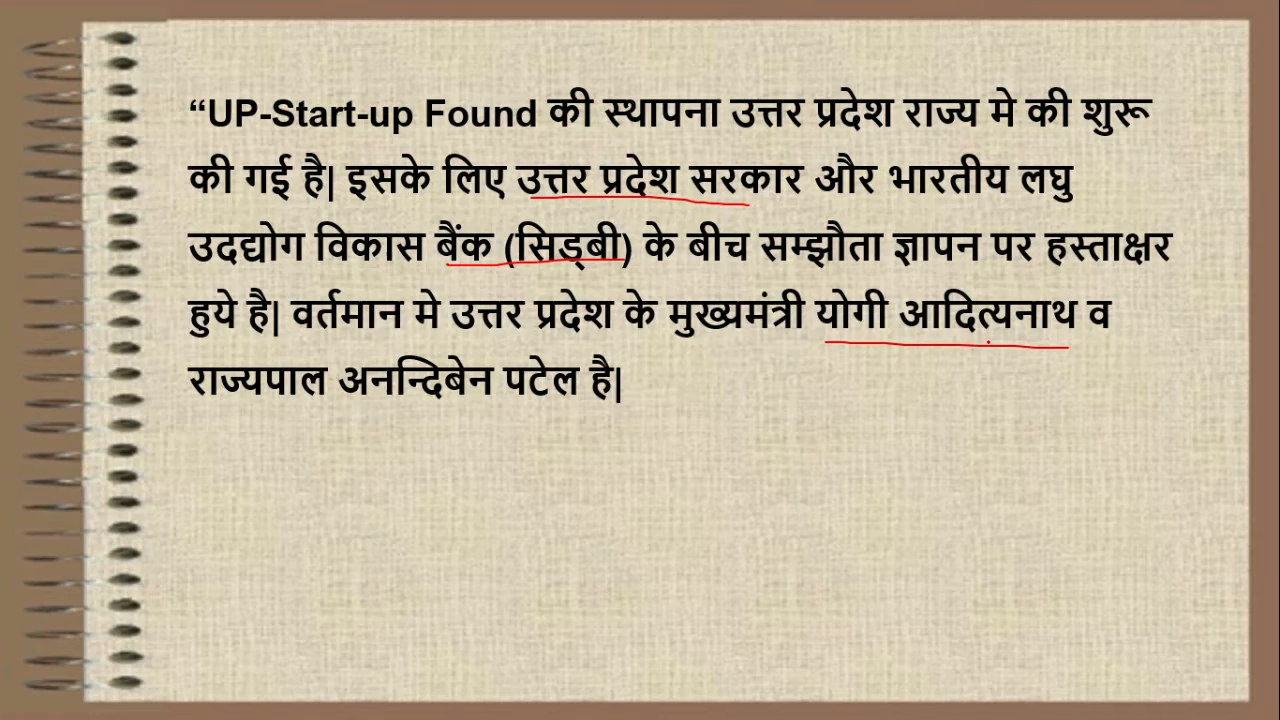 “UP-Start-up Found की स्थापना उत्तर प्रदेश राज्य मे की शुरू
की गई है| इसके लिए उत्तर प्रदेश सरकार और भारतीय लघु
उदद्योग विकास बैंक (सिड्बी) के बीच सम्झौता ज्ञापन पर हस्ताक्षर
हुये है| वर्तमान मे उत्तर प्रदेश के मुख्यमंत्री योगी आदित्यनाथ व
राज्यपाल अनन्दिबेन पटेल है|